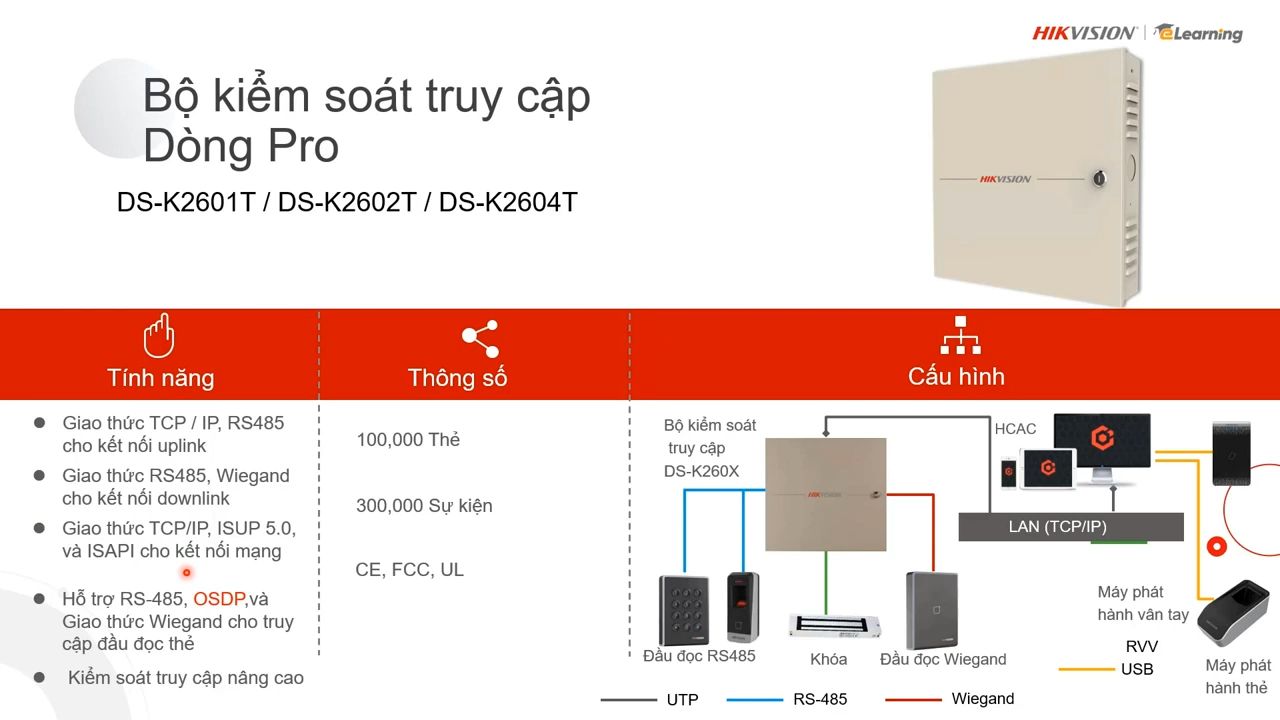 HIKVISION | eLearning
Bộ kiểm soát truy cập
Dòng Pro
DS-K2601T / DS-K2602T / DS-K2604T
HIKVISION
Tính năng
Thông số
Cấu hình
Giao thức TCP / IP, RS485
cho kết nối uplink
Giao thức RS485, Wiegand
cho kết nối downlink
Giao thức TCP/IP, ISUP 5.0,
và ISAPI cho kết nối mạng
Hỗ trợ RS-485, OSDP,và
Giao thức Wiegand cho truy
cập đầu đọc thẻ
Kiểm soát truy cập nâng cao
100,000 Thẻ
300,000 Sự kiện
CE, FCC, UL
Bộ kiểm soát
truy cập
DS-K260X
HIKVISION
HCAC
LAN (TCP/IP)
Đầu đọc RS485
Khóa
Đầu đọc Wiegand
Máy phát
hành vân tay
Máy phát
hành thẻ
RVV
USB
UTP
RS-485
Wiegand